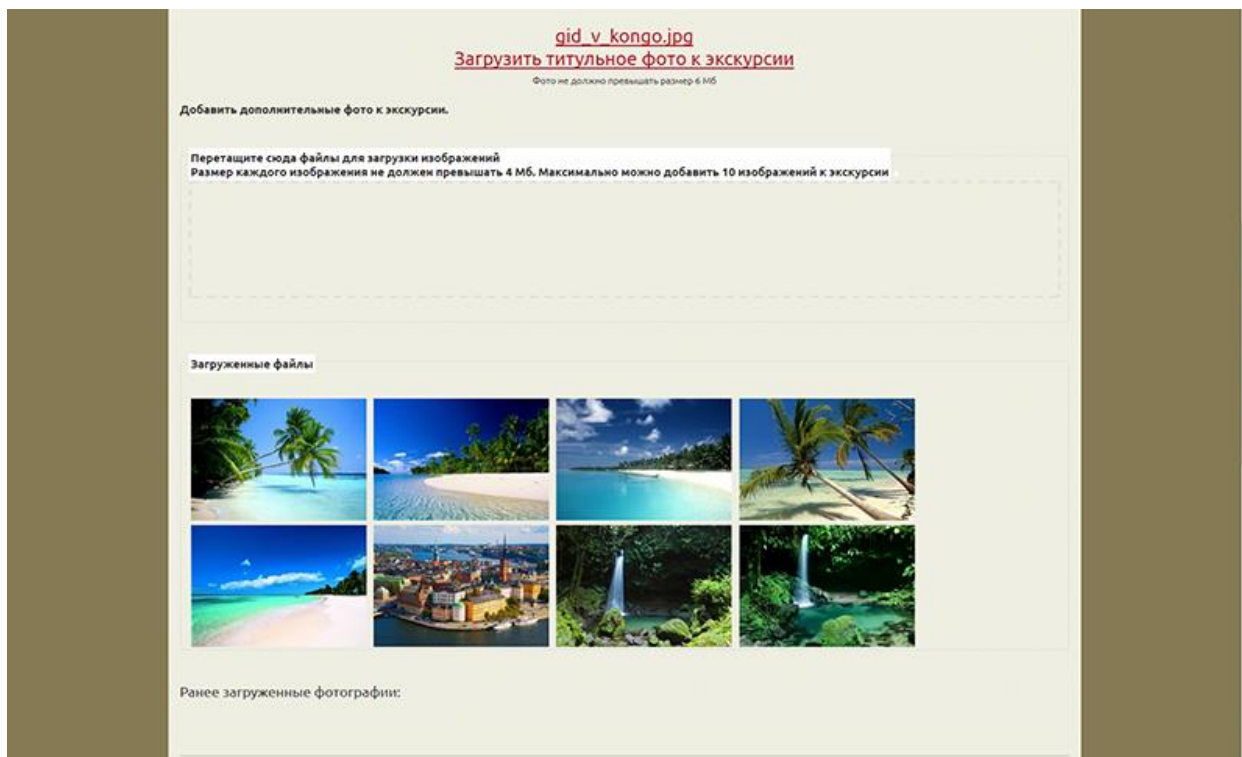 gid_v_kongo.jpg
Загрузить титульное фото к экскурсии
Фото не должно превышать размер 6 Мб
Добавить дополнительные фото к экскурсии.
Перетащите сюда файлы для загрузки изображений
Размер каждого изображения не должен превышать 4 Мб. Максимально можно добавить 10 изображений к экскурсии
Загруженные файлы
Ранее загруженные фотографии: